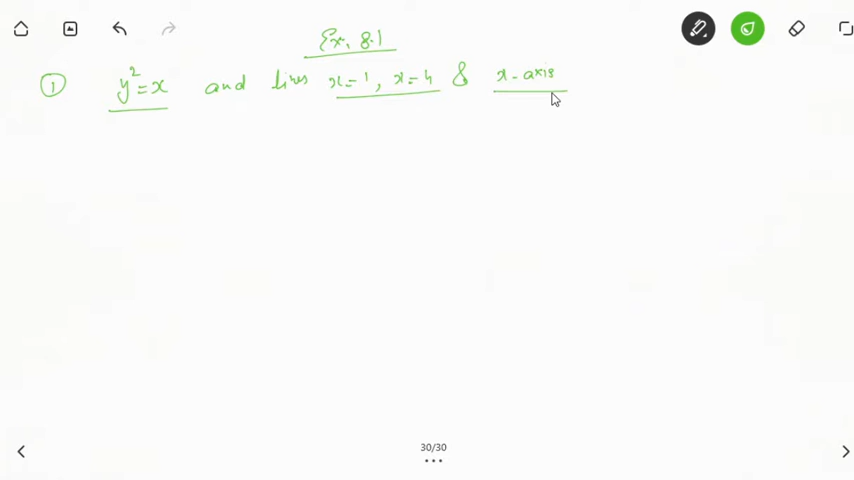 Ex. 8.1
① y² = x and lines x = 1, x = 4 & x-axis
30/30